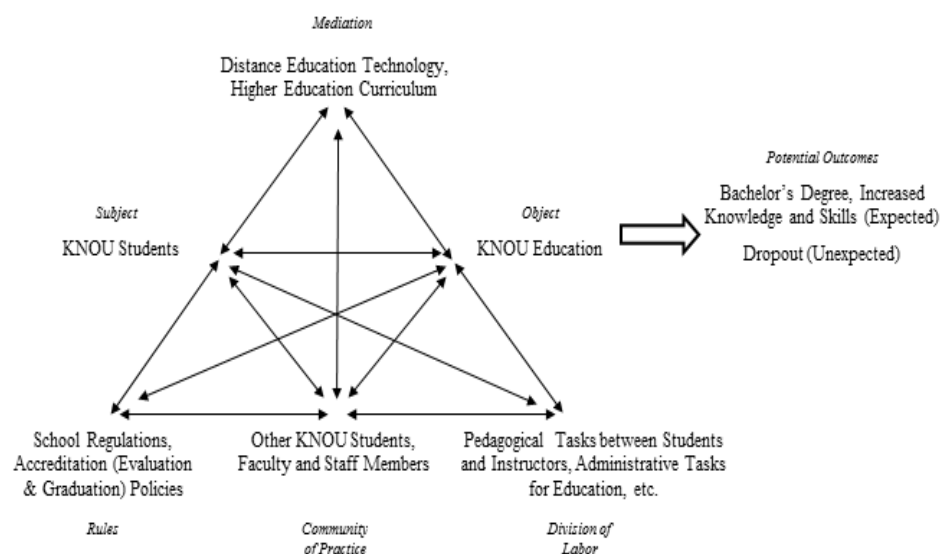 Mediation
Distance Education Technology,
Higher Education Curriculum
Potential Outcomes
Bachelor's Degree, Increased
Knowledge and Skills (Expected)
Dropout (Unexpected)
Subject
KNOU Students
Object
KNOU Education
School Regulations,
Accreditation (Evaluation
& Graduation) Policies
Rules
Other KNOU Students,
Faculty and Staff Members
Community
of Practice
Pedagogical Tasks between Students
and Instructors, Administrative Tasks
for Education, etc.
Division of
Labor